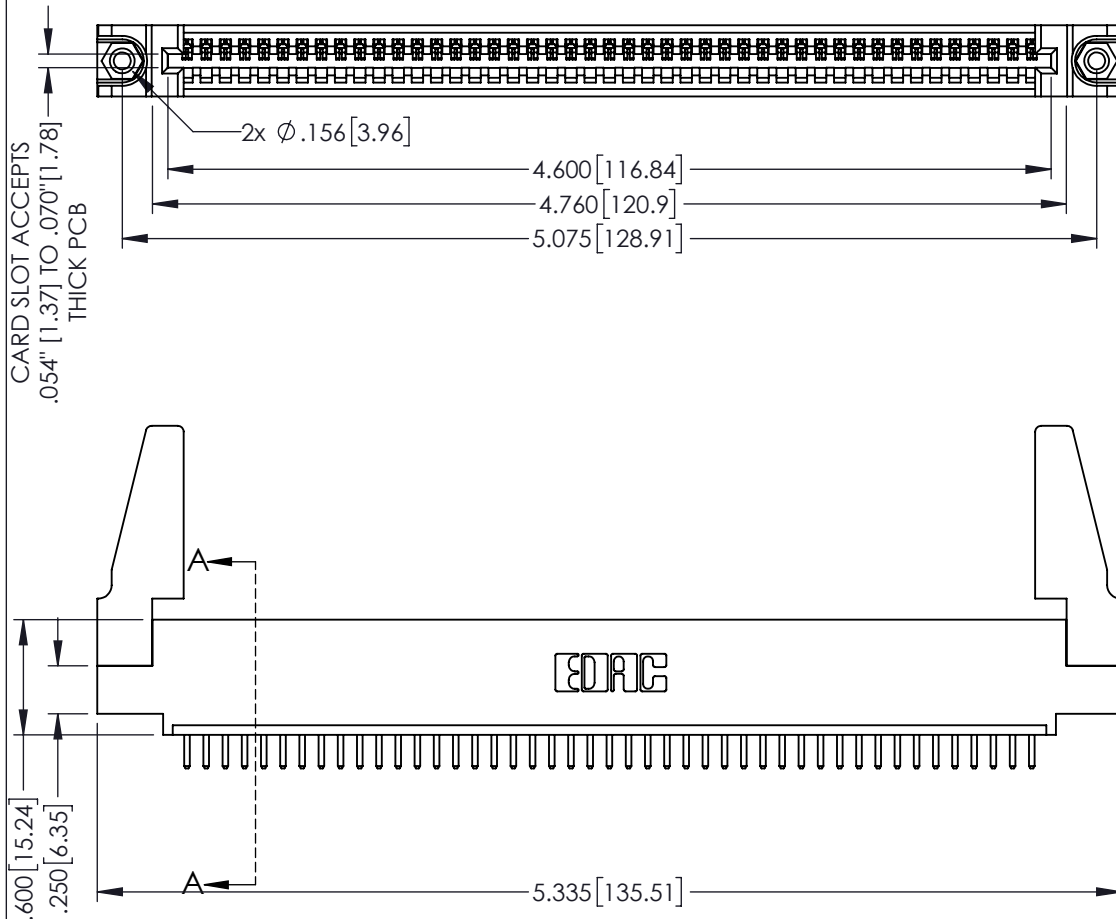 2x Ø.156[3.96]
4.600[116.84]
4.760[120.9]
5.075[128.91]
CARD SLOT ACCEPTS
.054" [1.37] TO .070"[1.78]
THICK PCB
A
EDAC
.600[15.24]
.250[6.35]
A
5.335[135.51]